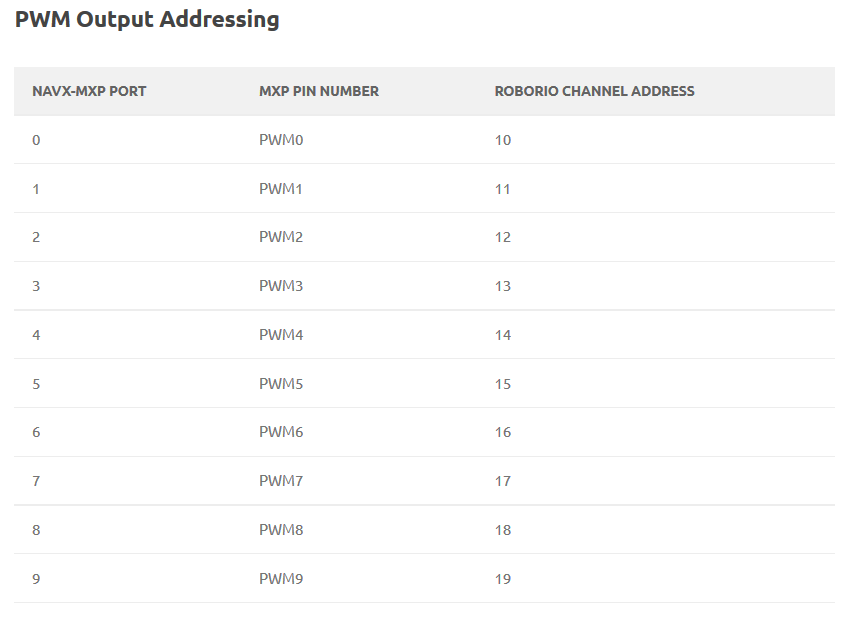 PWM Output Addressing
NAVX-MXP PORT MXP PIN NUMBER ROBORIO CHANNEL ADDRESS
0 PWM0 10
1 PWM1 11
2 PWM2 12
3 PWM3 13
4 PWM4 14
5 PWM5 15
6 PWM6 16
7 PWM7 17
8 PWM8 18
9 PWM9 19